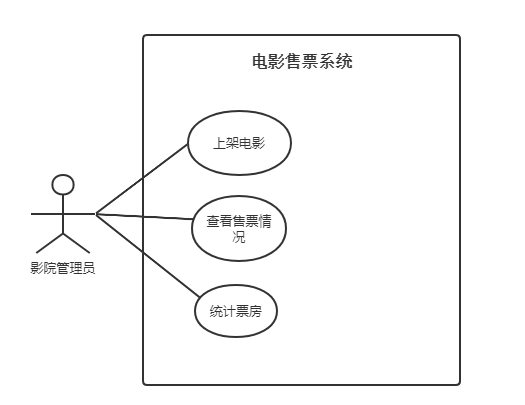 电影售票系统
上架电影
查看售票情
况
影院管理员
统计票房